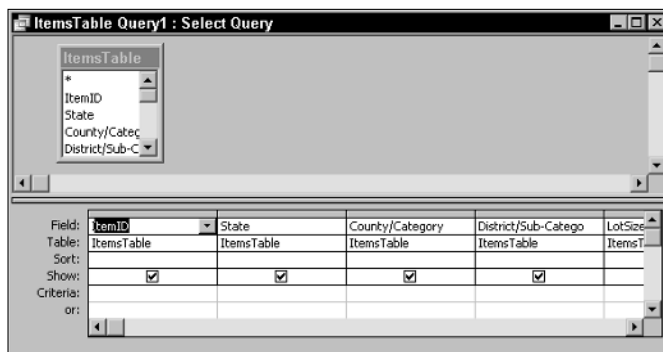 ItemsTable Query1 : Select Query
ItemsTable
*
ItemID
State
County/Categ
District/Sub-C
Field: ItemID State County/Category District/Sub-Catego LotSize
Table: ItemsTable ItemsTable ItemsTable ItemsTable ItemsT
Sort:
Show:
Criteria:
or: